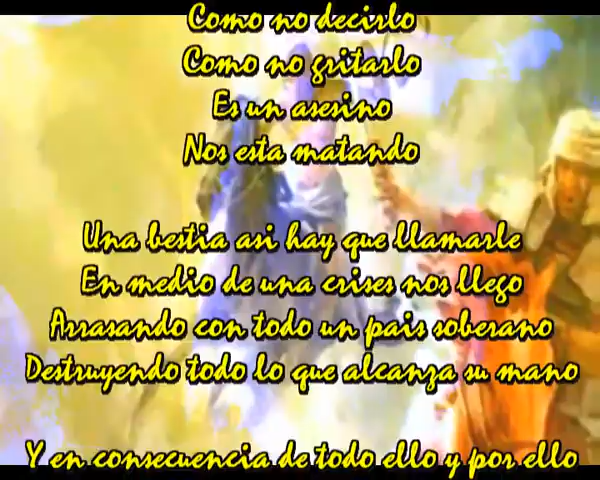 Como no decirlo
Como no gritarlo
Es un asesino
Nos esta matando
Una bestia asi hay que llamarle
En medio de una crises nos llego
Arrasando con todo un pais soberano
Destruyendo todo lo que alcanza su mano
Y en consecuencia de todo ello y por ello